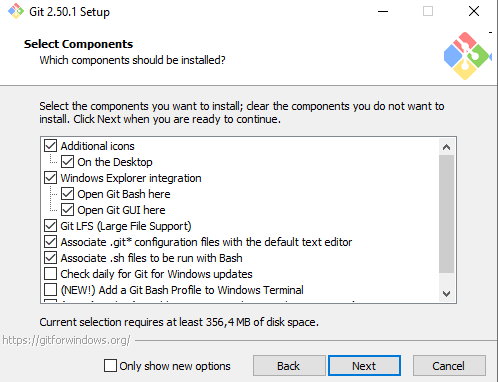 Git 2.50.1 Setup
Select Components
Which components should be installed?
Select the components you want to install; clear the components you do not want to
install. Click Next when you are ready to continue.
Additional icons
On the Desktop
Windows Explorer integration
Open Git Bash here
Open Git GUI here
Git LFS (Large File Support)
Associate .git* configuration files with the default text editor
Associate .sh files to be run with Bash
Check daily for Git for Windows updates
(NEW!) Add a Git Bash Profile to Windows Terminal
Current selection requires at least 356,4 MB of disk space.
https://gitforwindows.org/
Only show new options
Back
Next
Cancel